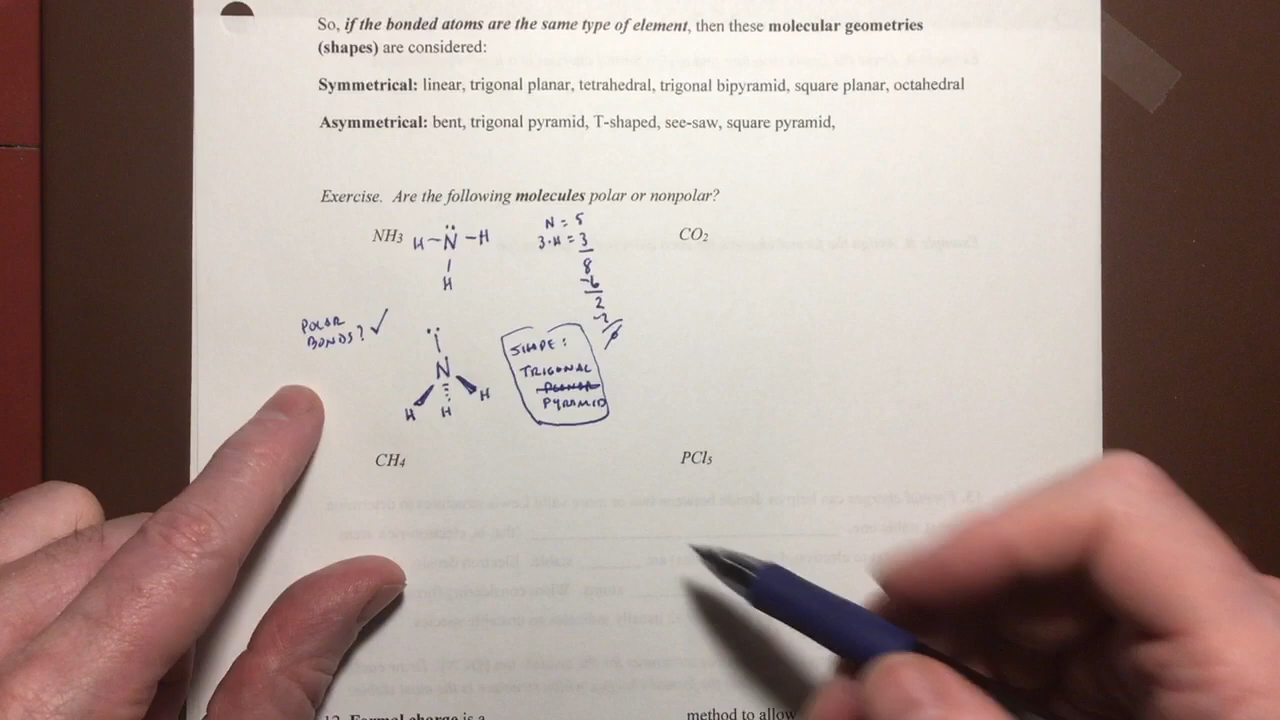 So, if the bonded atoms are the same type of element, then these molecular geometries
(shapes) are considered:
Symmetrical: linear, trigonal planar, tetrahedral, trigonal bipyramid, square planar, octahedral
Asymmetrical: bent, trigonal pyramid, T-shaped, see-saw, square pyramid,
Exercise. Are the following molecules polar or nonpolar?
NH3
H-N-H
H
N = 5
3·H = 3
8
-6
2
-2
0
CO2
POLAR
BONDS? ✓
N
H H H
SHAPE:
TRIGONAL
PLANAR
PYRAMID
CH4
PCl5
12. Formal charge is a
method to allow